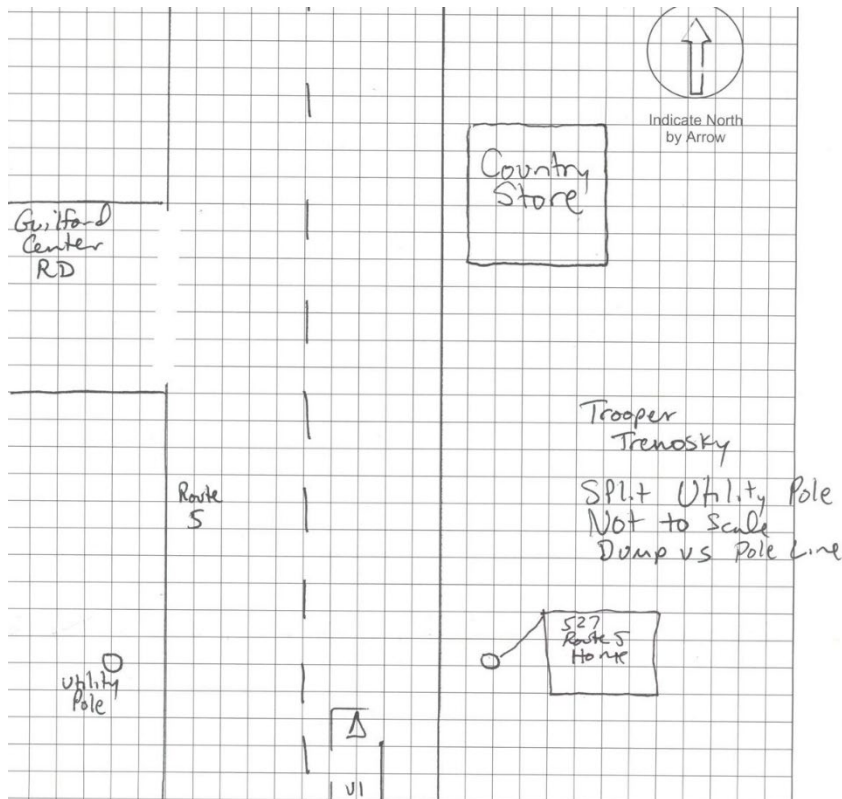 Indicate North
by Arrow
Country
Store
Guilford
Center
RD
Trooper
Trenosky
Split Utility Pole
Not to Scale
Dump vs Pole Line
Route
5
527
Route 5
Home
Utility
Pole
V1